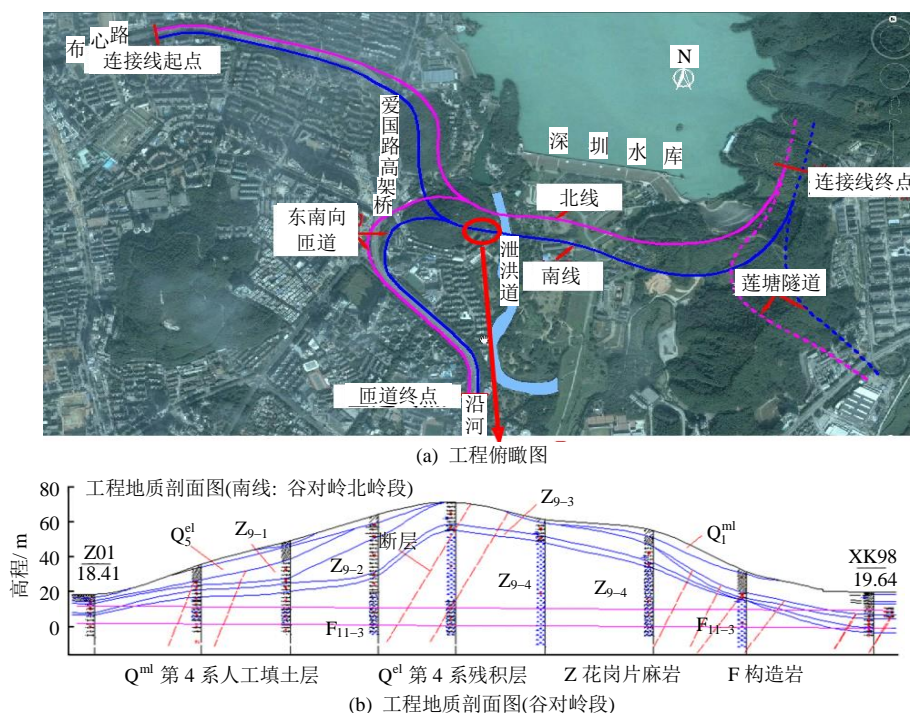 布心路
连接线起点
爱国路高架桥
N
深圳水库
连接线终点
北线
东南向
匝道
泄洪道
南线
莲塘隧道
匝道终点
沿河
(a) 工程俯瞰图
80
工程地质剖面图(南线: 谷对岭北岭段)
60
40
20
0
高程/m
Z01
18.41
Q₅ᵉˡ
Z₉₋₁
Z₉₋₂
断层
Z₉₋₃
Z₉₋₄
Z₉₋₄
Q₁ᵐˡ
XK98
19.64
F₁₁₋₃
F₁₁₋₃
Qᵐˡ 第 4 系人工填土层
Qᵉˡ 第 4 系残积层
Z 花岗片麻岩
F 构造岩
(b) 工程地质剖面图(谷对岭段)